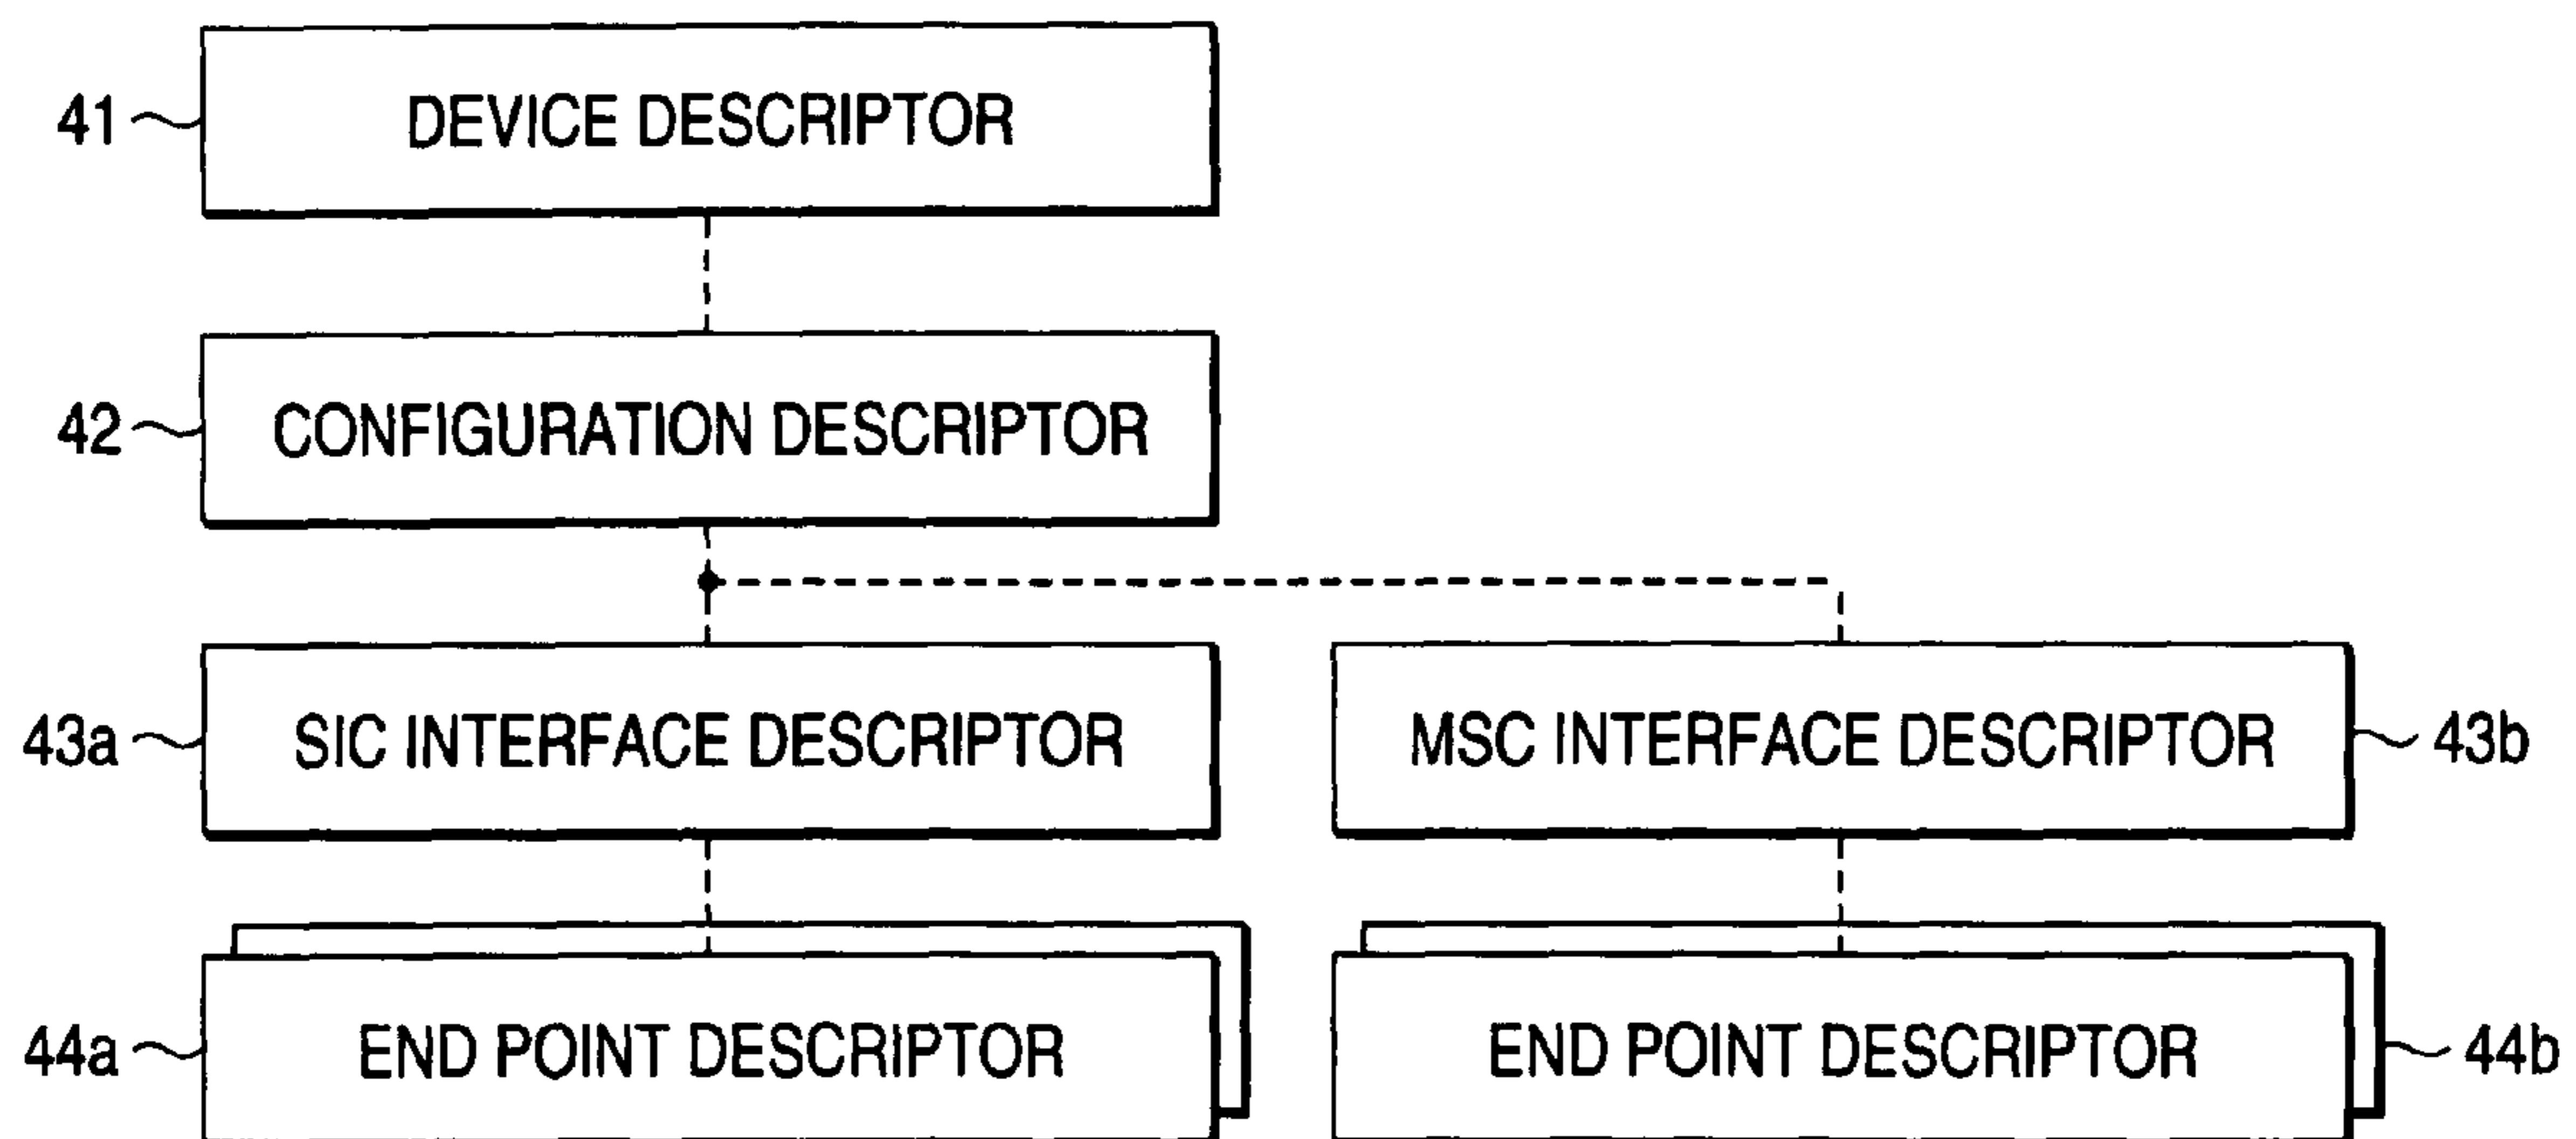 41 DEVICE DESCRIPTOR
42 CONFIGURATION DESCRIPTOR
43a SIC INTERFACE DESCRIPTOR MSC INTERFACE DESCRIPTOR 43b
44a END POINT DESCRIPTOR END POINT DESCRIPTOR 44b